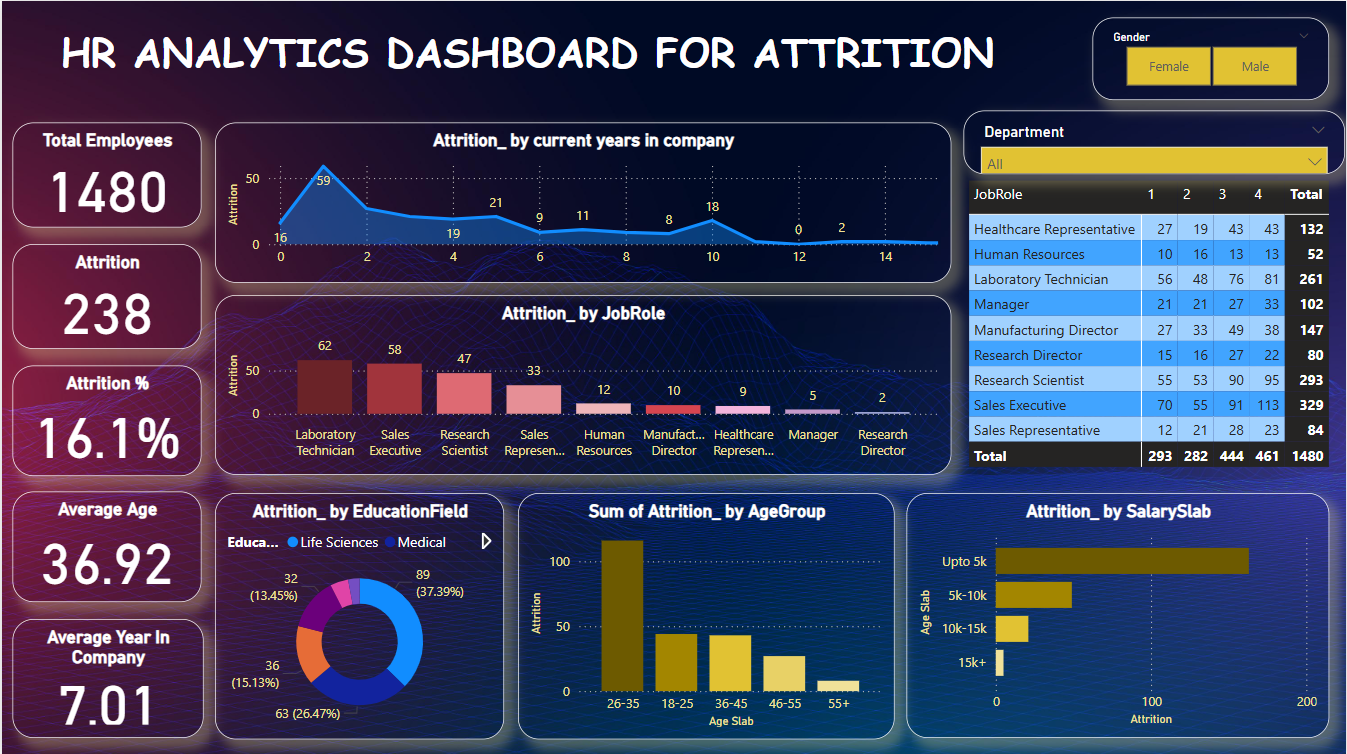 HR ANALYTICS DASHBOARD FOR ATTRITION
Gender
Female Male
Total Employees
1480
Attrition
238
Attrition %
16.1%
Average Age
36.92
Average Year In
Company
7.01
Attrition_ by current years in company
Attrition
50
0
16 59 19 21 9 11 8 18 0 2
0 2 4 6 8 10 12 14
Attrition_ by JobRole
Attrition
50
0
62 58 47 33 12 10 9 5 2
Laboratory Technician
Sales Executive
Research Scientist
Sales Represen...
Human Resources
Manufact... Director
Healthcare Represen...
Manager
Research Director
Department
All
JobRole 1 2 3 4 Total
Healthcare Representative 27 19 43 43 132
Human Resources 10 16 13 13 52
Laboratory Technician 56 48 76 81 261
Manager 21 21 27 33 102
Manufacturing Director 27 33 49 38 147
Research Director 15 16 27 22 80
Research Scientist 55 53 90 95 293
Sales Executive 70 55 91 113 329
Sales Representative 12 21 28 23 84
Total 293 282 444 461 1480
Attrition_ by EducationField
Educa... Life Sciences Medical
89
(37.39%)
63 (26.47%)
36
(15.13%)
32
(13.45%)
Sum of Attrition_ by AgeGroup
Attrition
100
50
0
26-35 18-25 36-45 46-55 55+
Age Slab
Attrition_ by SalarySlab
Age Slab
Upto 5k
5k-10k
10k-15k
15k+
0 100 200
Attrition